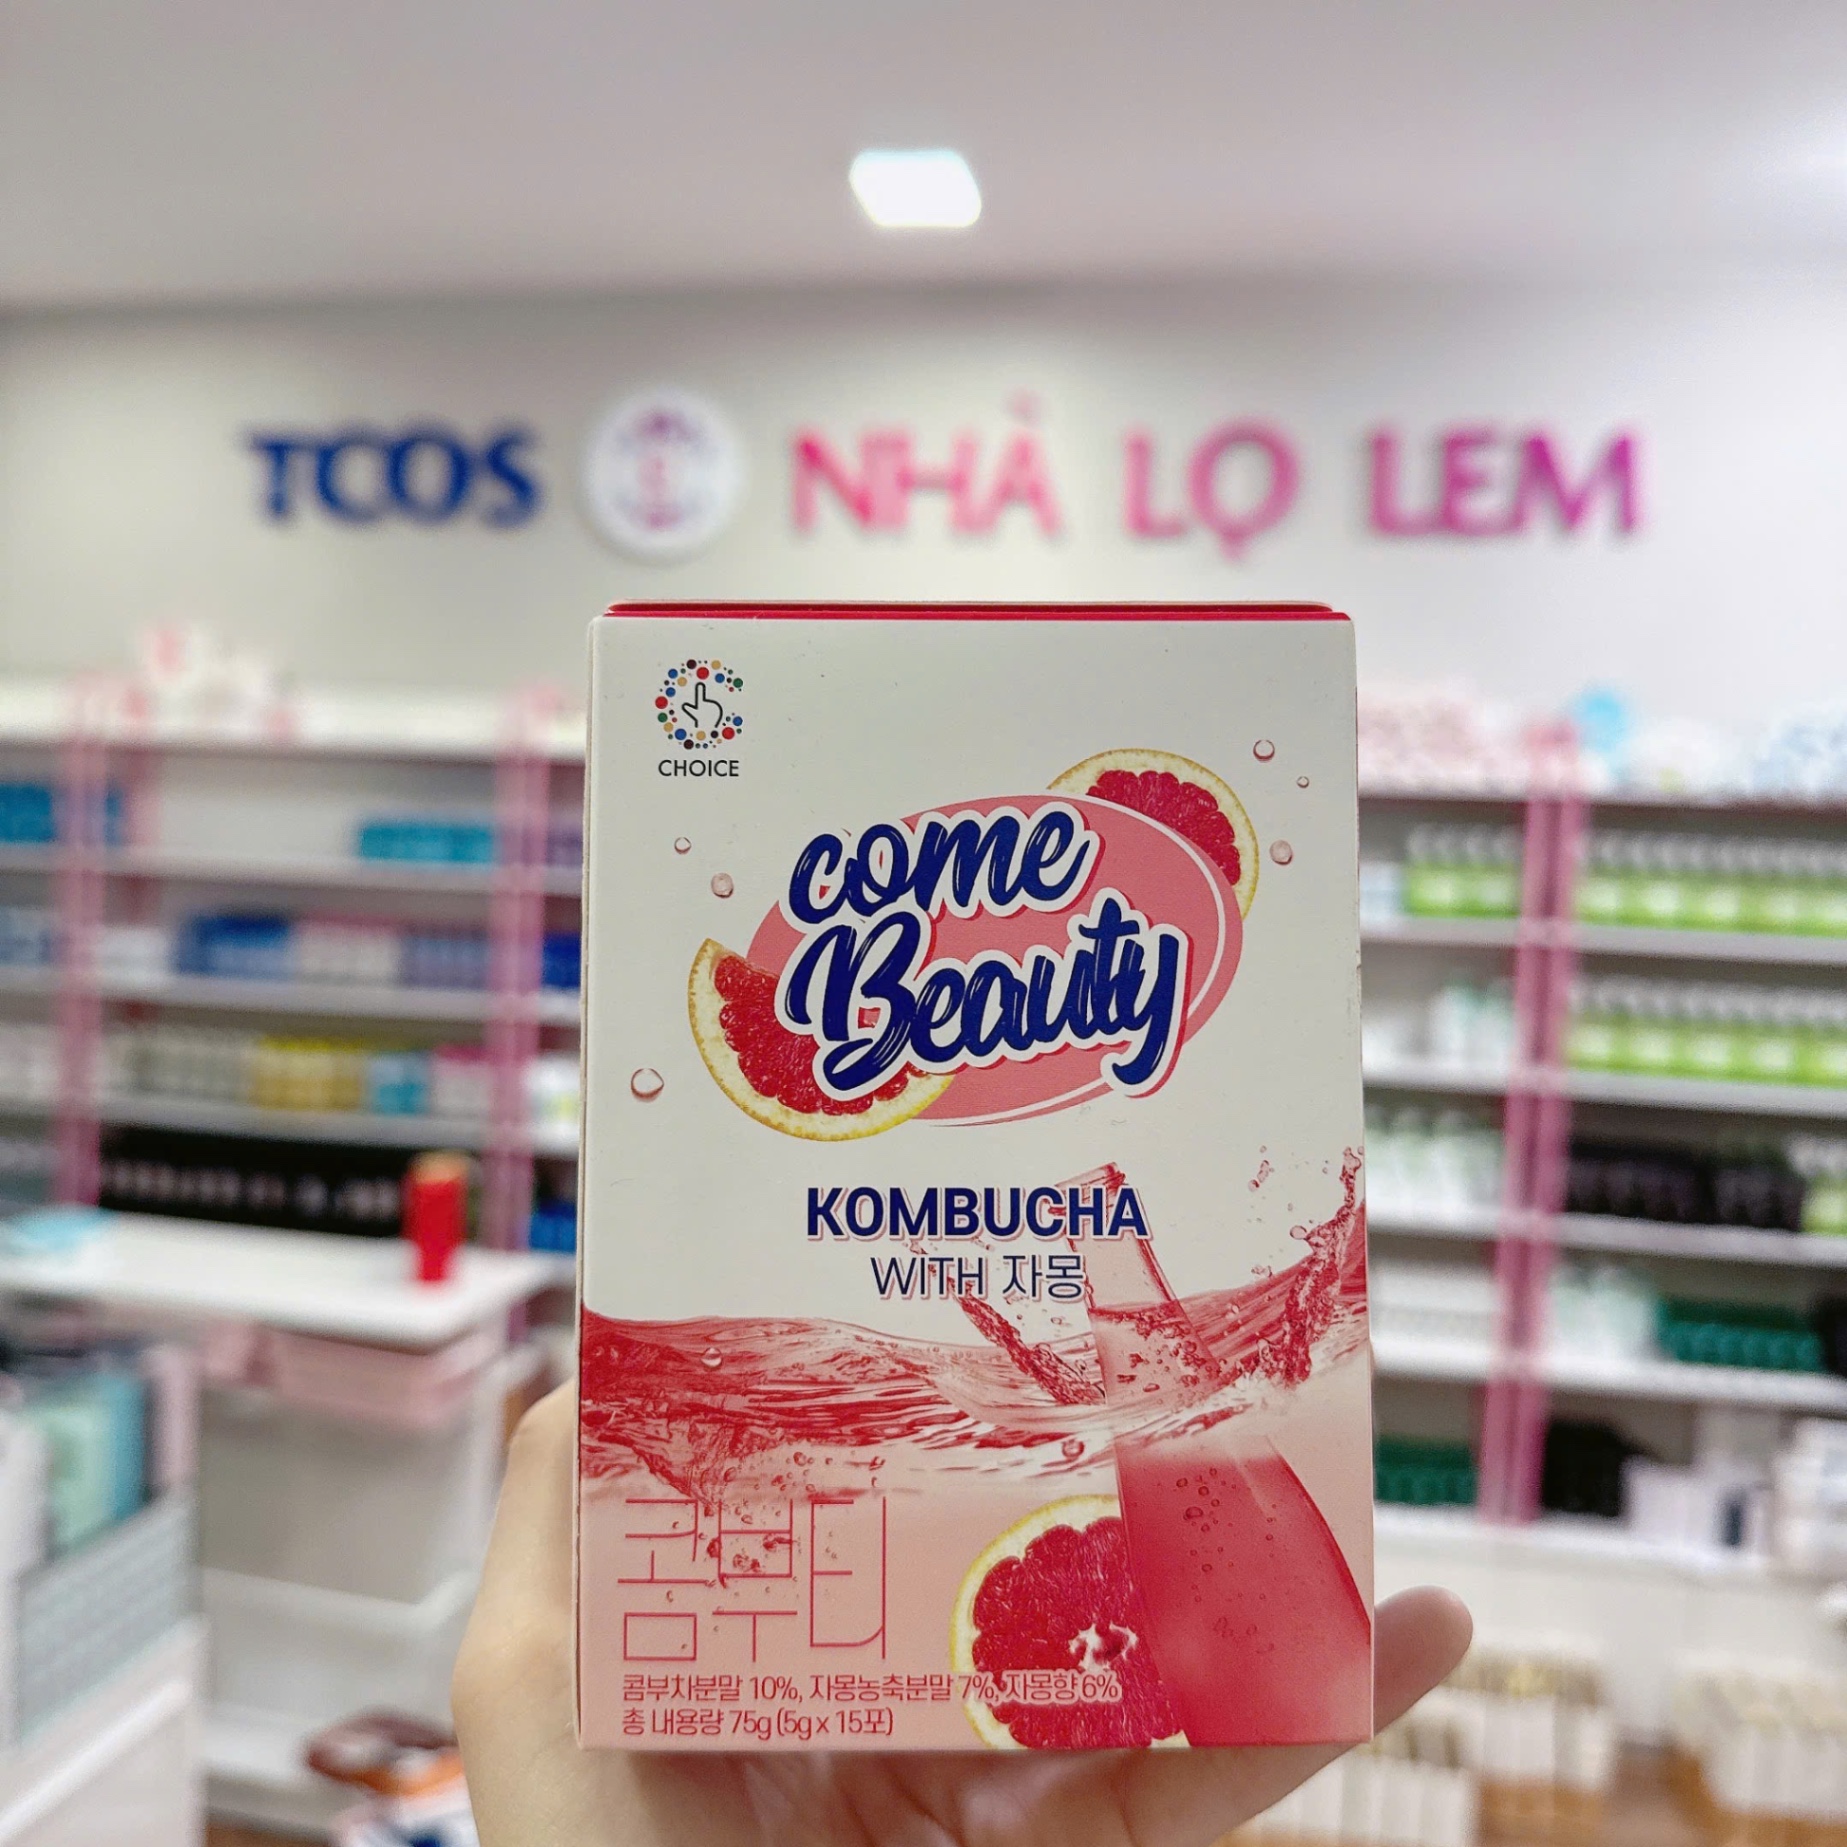 TCOS NHÀ LỌ LEM
CHOICE
come
Beauty
KOMBUCHA
WITH 자몽
콤부티
콤부차분말 10%, 자몽농축분말 7%, 자몽향 6%
총 내용량 75g (5g x 15포)